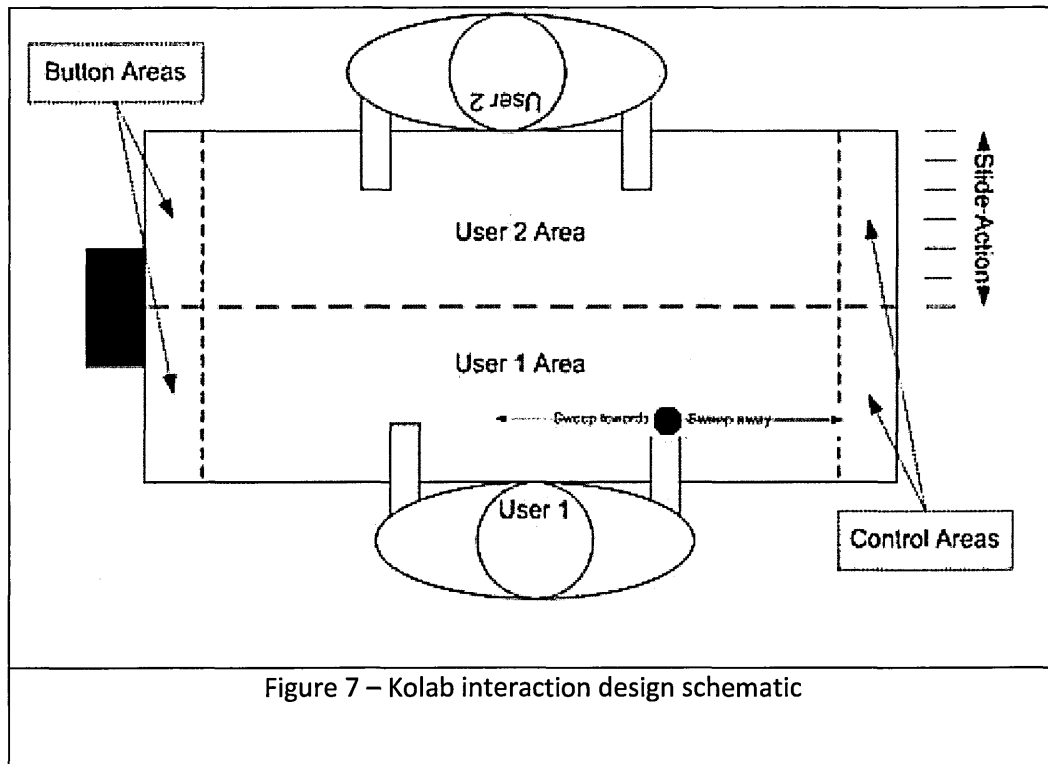 Button Areas
User 2
Slide-Action
User 2 Area
User 1 Area
Sweep towards
Sweep away
User 1
Control Areas
Figure 7 – Kolab interaction design schematic